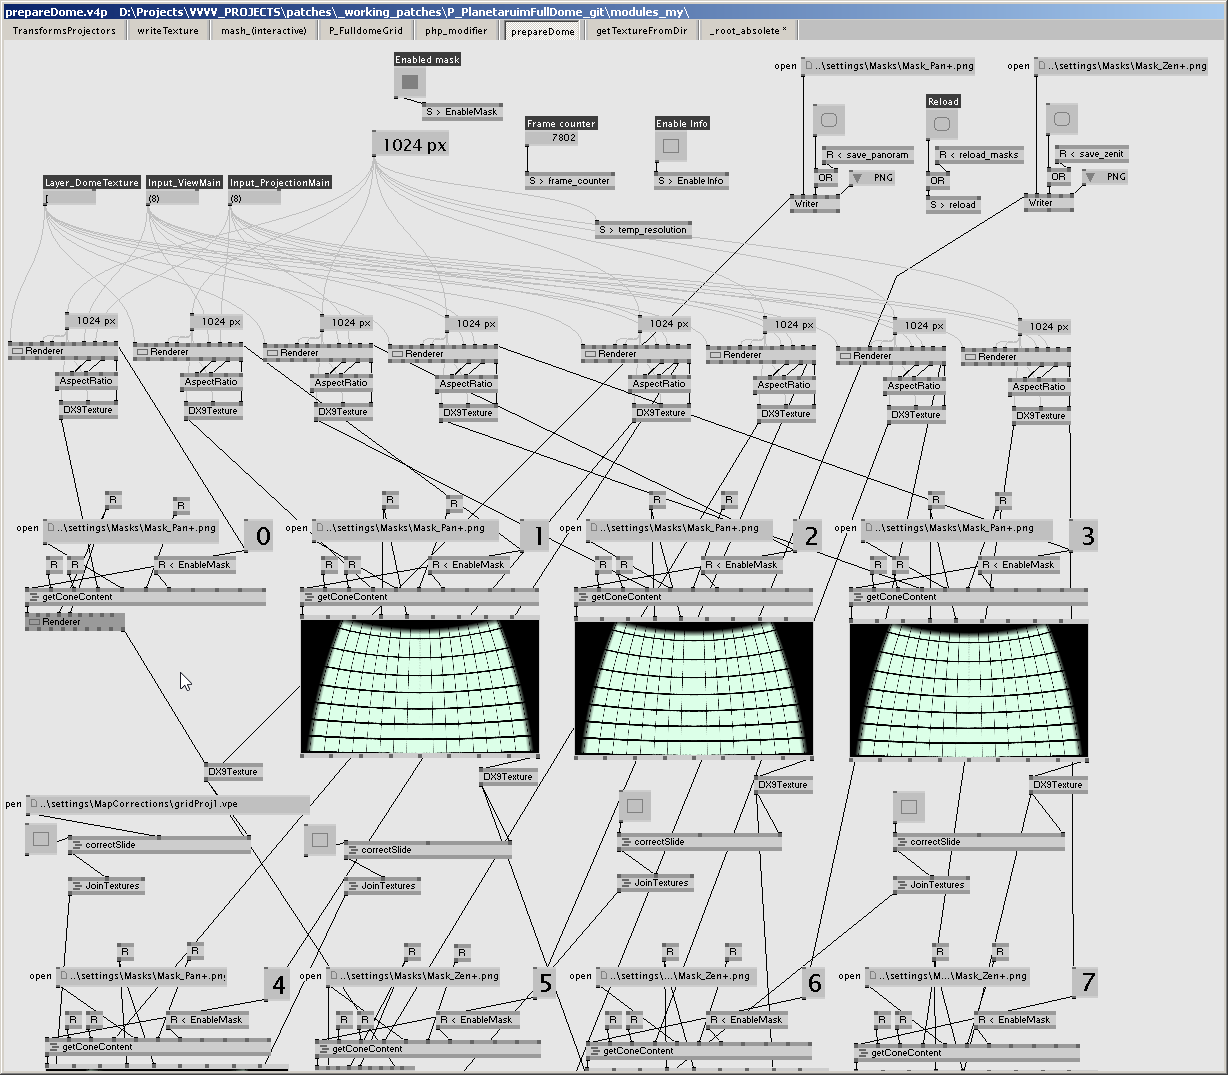 prepareDome.v4p D:\Projects\VVVV_PROJECTS\patches\_working_patches\P_PlanetaruimFullDome_git\modules_my\
TransformsProjectors writeTexture mash_(interactive) P_FulldomeGrid php_modifier prepareDome getTextureFromDir _root_absolete *
Enabled mask
open ..\settings\Masks\Mask_Pan+.png open ..\settings\Masks\Mask_Zen+.png
S > EnableMask
Reload
Frame counter Enable Info
7802
1024 px
R < save_panoram R < reload_masks R < save_zenit
OR PNG OR OR PNG
Layer_DomeTexture Input_ViewMain Input_ProjectionMain
S > frame_counter S > EnableInfo
[ (8) (8)
Writer S > reload Writer
S > temp_resolution
1024 px 1024 px 1024 px 1024 px 1024 px 1024 px 1024 px 1024 px
Renderer Renderer Renderer Renderer Renderer Renderer Renderer Renderer
AspectRatio AspectRatio AspectRatio AspectRatio AspectRatio AspectRatio AspectRatio AspectRatio
DX9Texture DX9Texture DX9Texture DX9Texture DX9Texture DX9Texture DX9Texture DX9Texture
R R R R R R R R
open ..\settings\Masks\Mask_Pan+.png 0 open ..\settings\Masks\Mask_Pan+.png 1 open ..\settings\Masks\Mask_Pan+.png 2 open ..\settings\Masks\Mask_Pan+.png 3
R R R < EnableMask R R R < EnableMask R R R < EnableMask R R R < EnableMask
getConeContent getConeContent getConeContent getConeContent
Renderer
DX9Texture DX9Texture DX9Texture DX9Texture
pen ..\settings\MapCorrections\gridProj1.vpe
correctSlide correctSlide correctSlide correctSlide
JoinTextures JoinTextures JoinTextures JoinTextures
R R R R R R R R
open ..\settings\Masks\Mask_Pan+.pn 4 open ..\settings\Masks\Mask_Zen+.png 5 open ..\settings\...\Mask_Zen+.png 6 open ..\settings\M...\Mask_Zen+.png 7
R R R < EnableMask R R R < EnableMask R R R < EnableMask R R R < EnableMask
getConeContent getConeContent getConeContent getConeContent